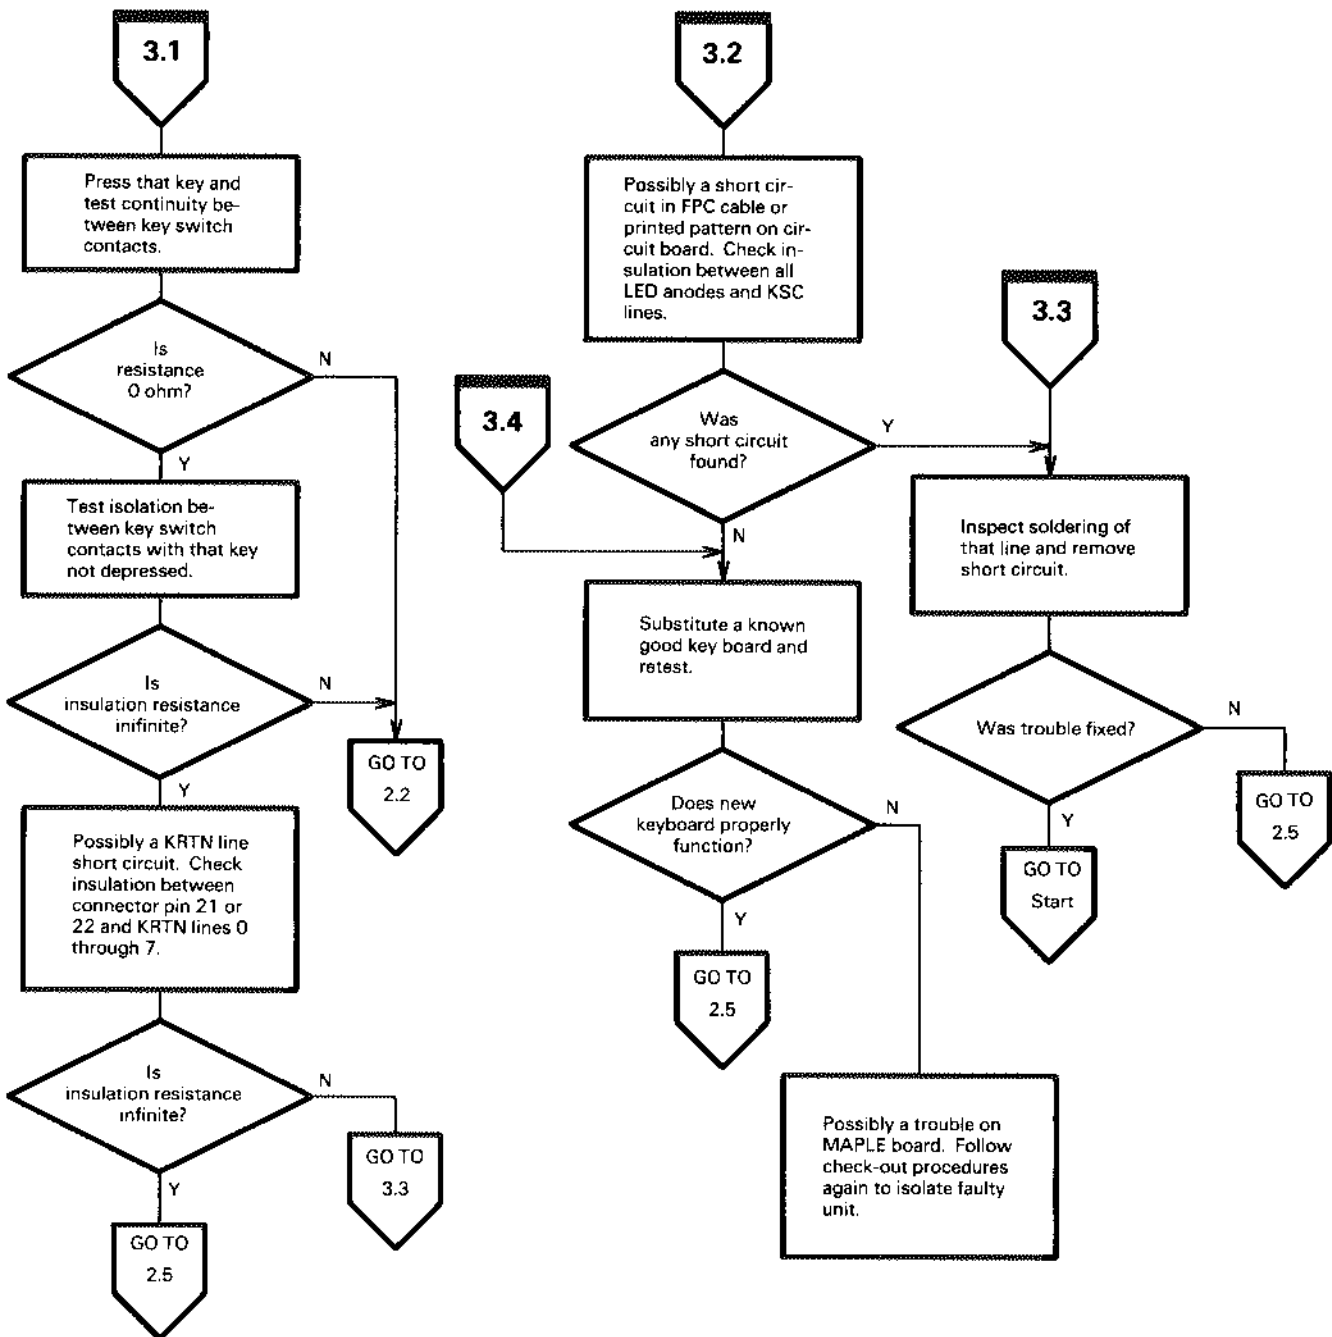 3.1
Press that key and
test continuity be-
tween key switch
contacts.
Is
resistance
0 ohm?
N
Y
Test isolation be-
tween key switch
contacts with that key
not depressed.
Is
insulation resistance
inifinite?
N
Y
GO TO
2.2
Possibly a KRTN line
short circuit. Check
insulation between
connector pin 21 or
22 and KRTN lines 0
through 7.
Is
insulation resistance
infinite?
N
Y
GO TO
3.3
GO TO
2.5
3.2
Possibly a short cir-
cuit in FPC cable or
printed pattern on cir-
cuit board. Check in-
sulation between all
LED anodes and KSC
lines.
Was
any short circuit
found?
Y
N
3.4
Substitute a known
good key board and
retest.
Does new
keyboard properly
function?
N
Y
GO TO
2.5
Possibly a trouble on
MAPLE board. Follow
check-out procedures
again to isolate faulty
unit.
3.3
Inspect soldering of
that line and remove
short circuit.
Was trouble fixed?
N
Y
GO TO
Start
GO TO
2.5